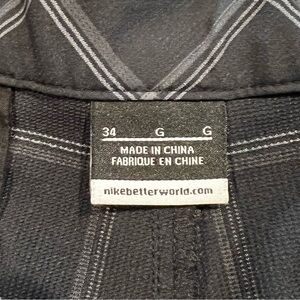 34 G G
MADE IN CHINA
FABRIQUE EN CHINE
nikebetterworld.com